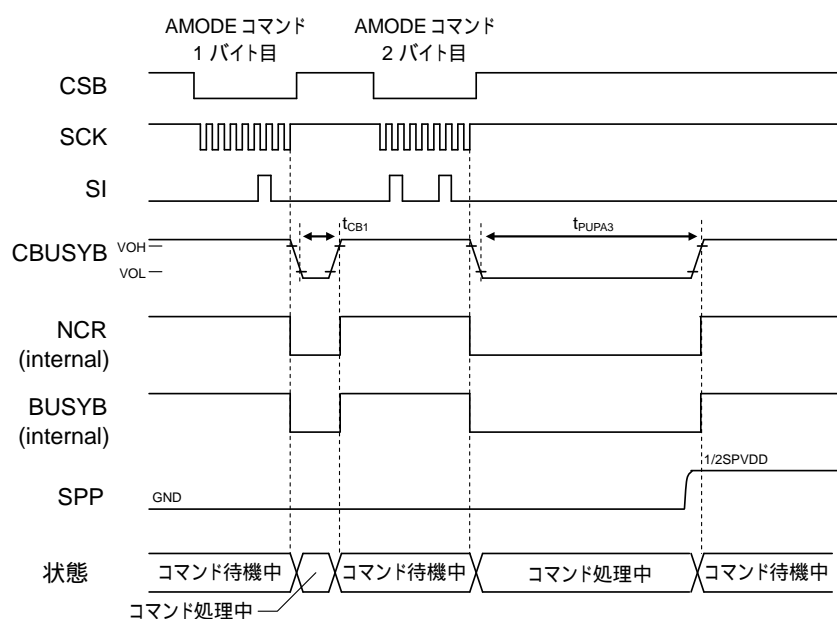 AMODE コマンド
1 バイト目
AMODE コマンド
2 バイト目
CSB
SCK
SI
tCB1
tPUPA3
CBUSYB
VOH
VOL
NCR
(internal)
BUSYB
(internal)
1/2SPVDD
SPP
GND
状態
コマンド待機中
コマンド待機中
コマンド処理中
コマンド待機中
コマンド処理中